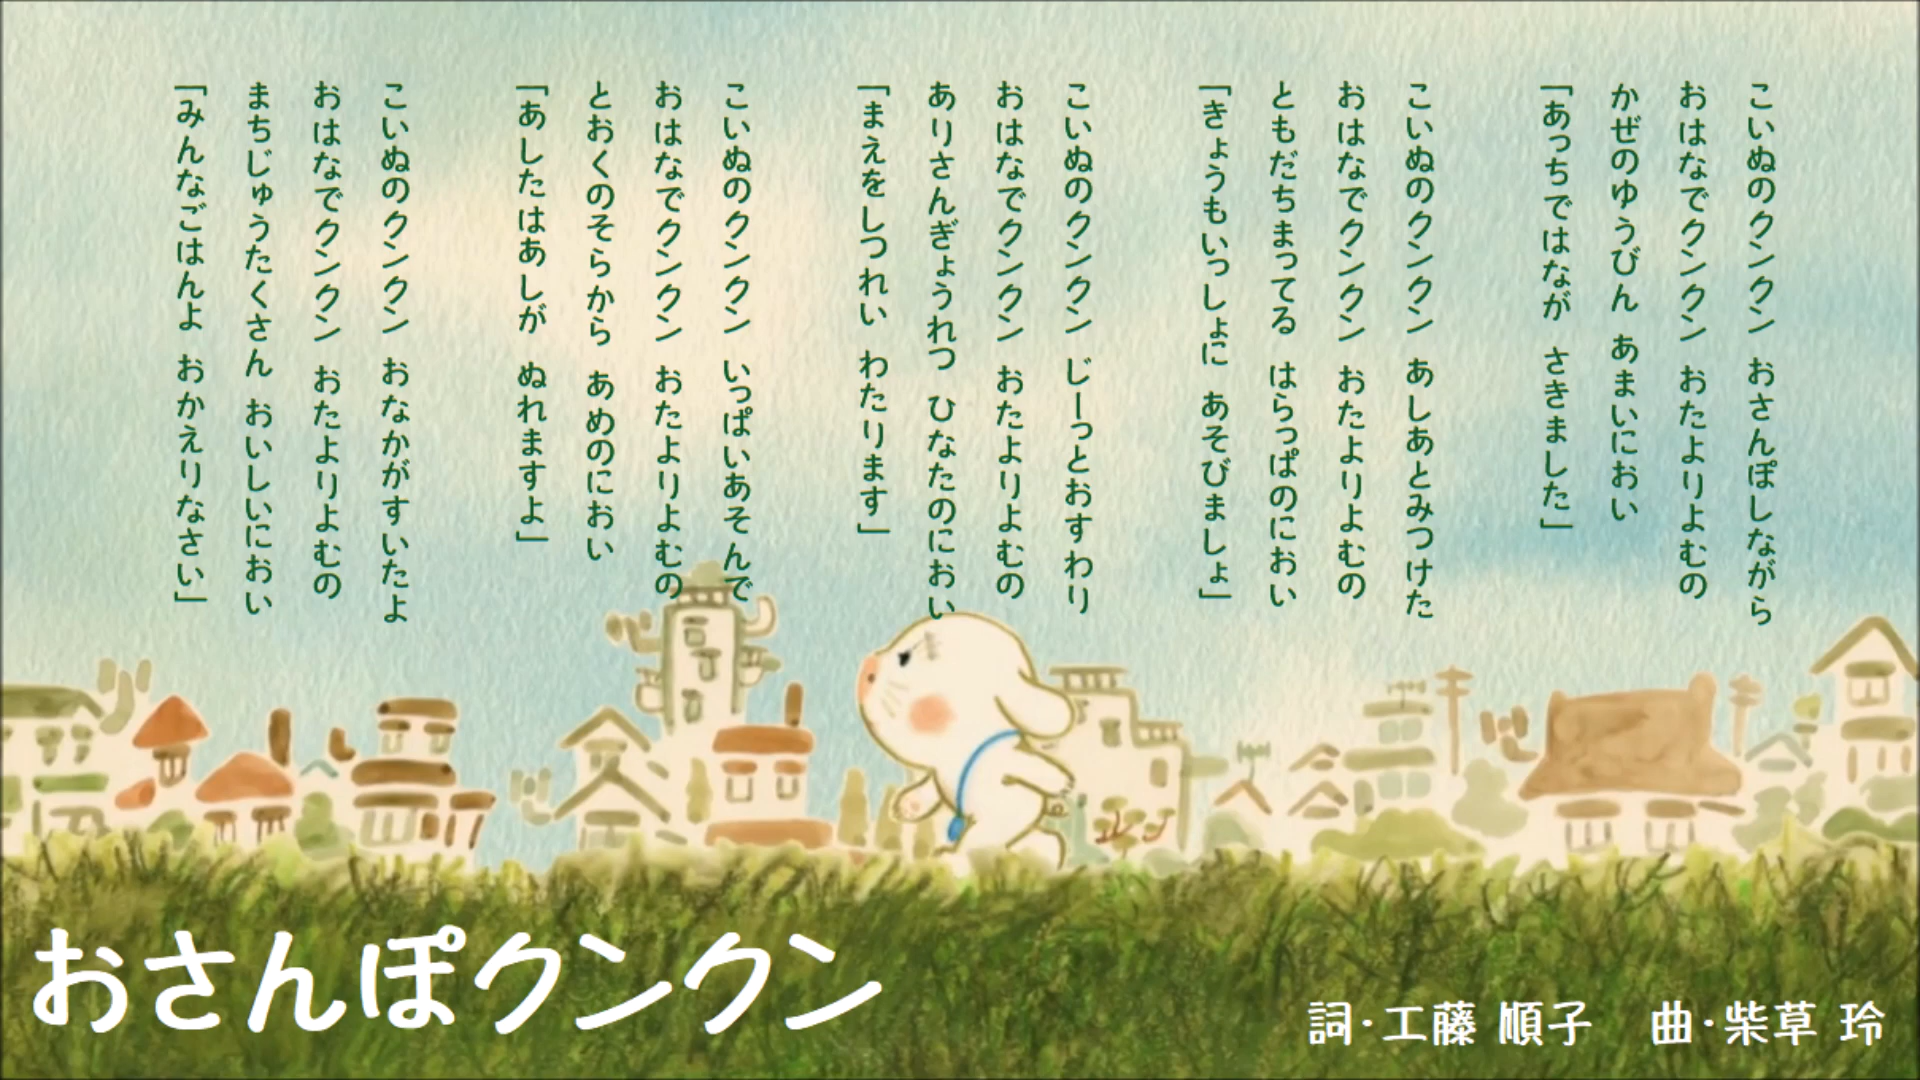 こいぬのクンクン おさんぽしながら
おはなでクンクン おたよりよむの
かぜのゆうびん あまいにおい
「あっちではなが さきました」
こいぬのクンクン あしあとみつけた
おはなでクンクン おたよりよむの
ともだちまってる はらっぱのにおい
「きょうもいっしょに あそびましょ」
こいぬのクンクン じーっとおすわり
おはなでクンクン おたよりよむの
ありさんぎょうれつ ひなたのにおい
「まえをしつれい わたります」
こいぬのクンクン いっぱいあそんで
おはなでクンクン おたよりよむの
とおくのそらから あめのにおい
「あしたはあしが ぬれますよ」
こいぬのクンクン おなかがすいたよ
おはなでクンクン おたよりよむの
まちじゅうたくさん おいしいにおい
「みんなごはんよ おかえりなさい」
おさんぽクンクン
詞・工藤 順子 曲・柴草 玲